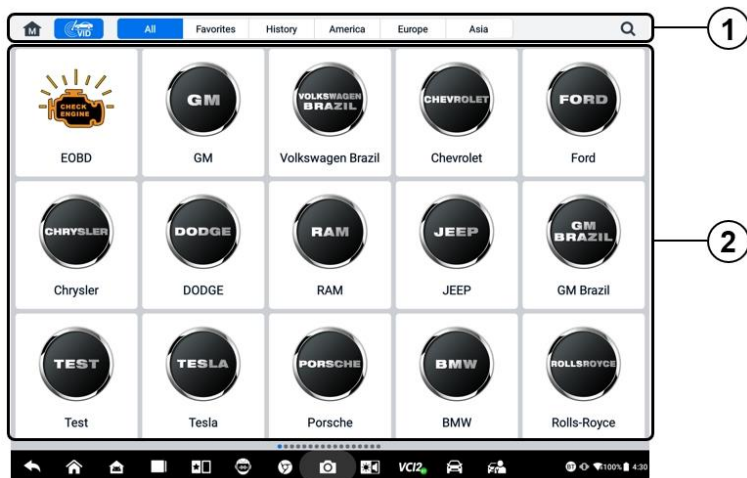 M VID All Favorites History America Europe Asia
1
CHECK
ENGINE
GM
VOLKSWAGEN
BRAZIL
CHEVROLET
FORD
EOBD GM Volkswagen Brazil Chevrolet Ford
CHRYSLER DODGE RAM JEEP GM
BRAZIL
2
Chrysler DODGE RAM JEEP GM Brazil
TEST TESLA PORSCHE BMW ROLLSROYCE
Test Tesla Porsche BMW Rolls-Royce
VCI2 BT 100% 4:30